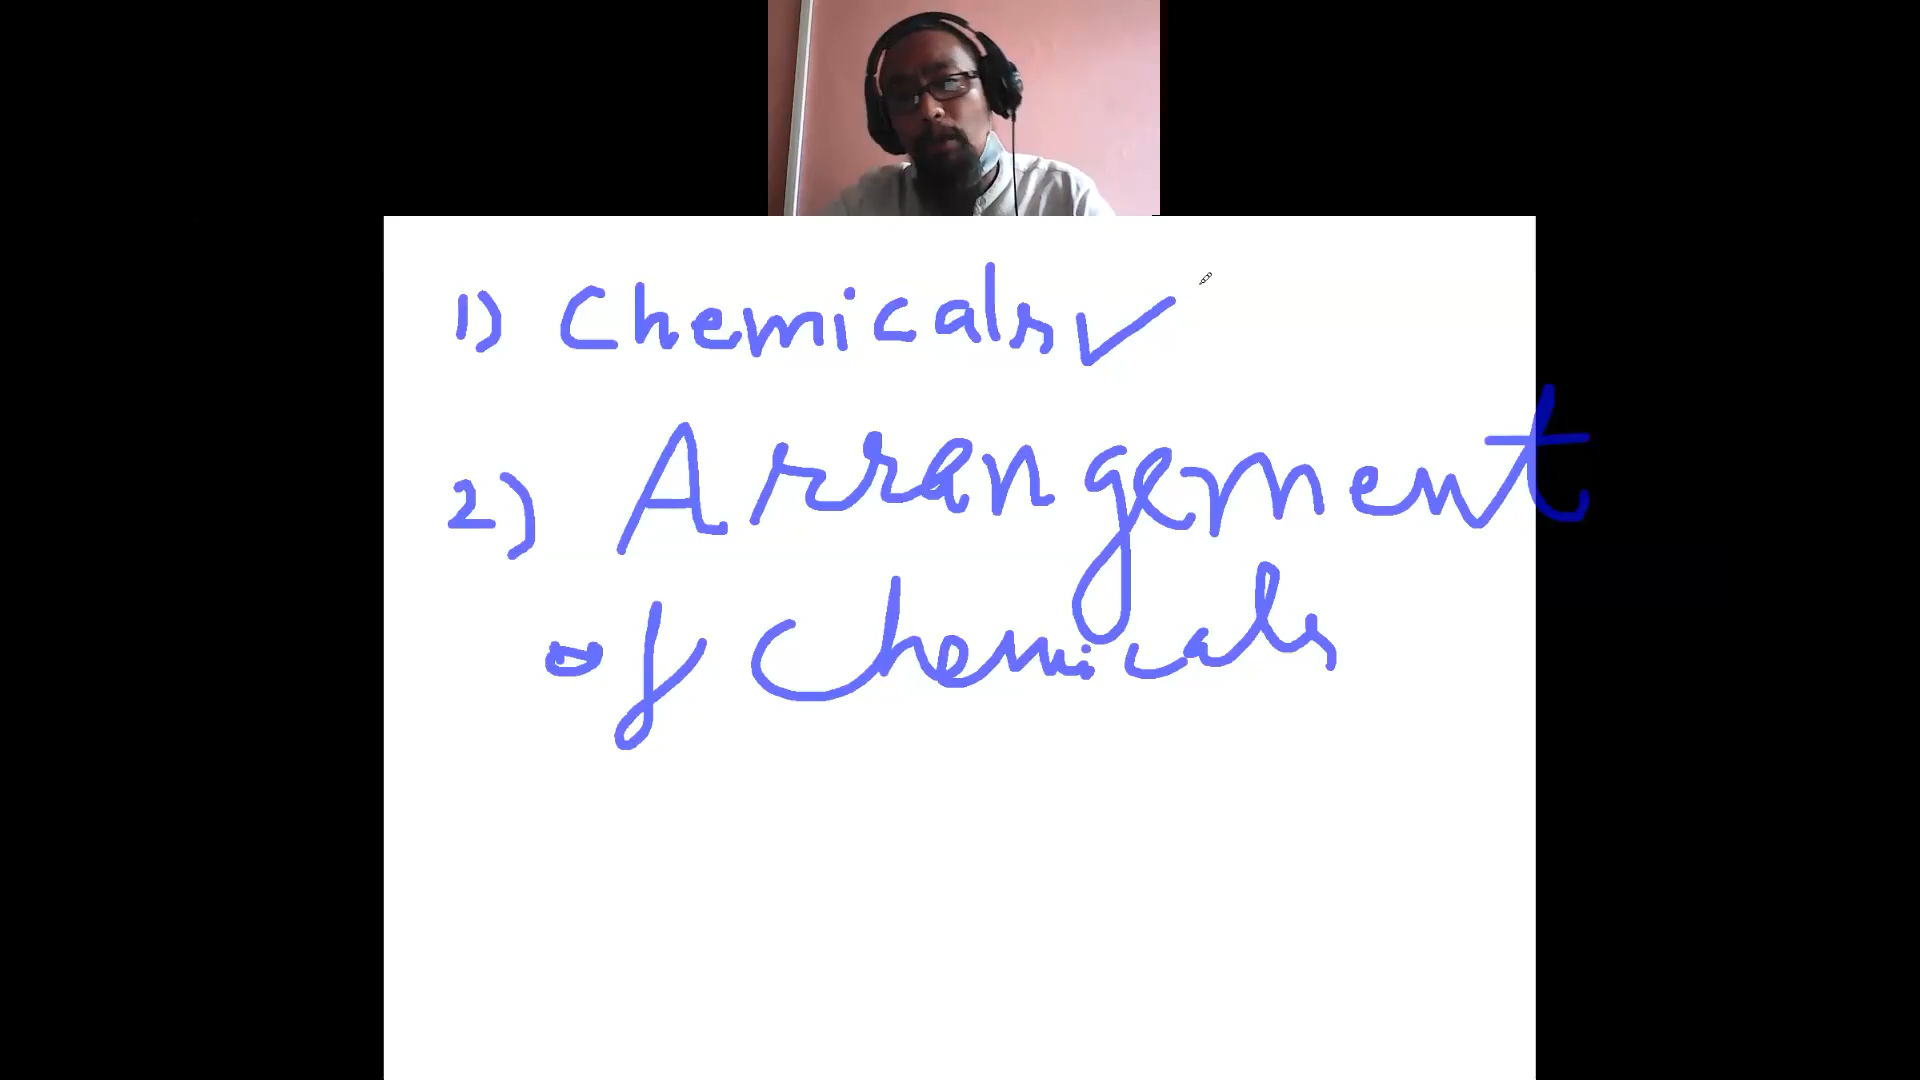 1) Chemicals ✓
2) Arrangement
of Chemicals